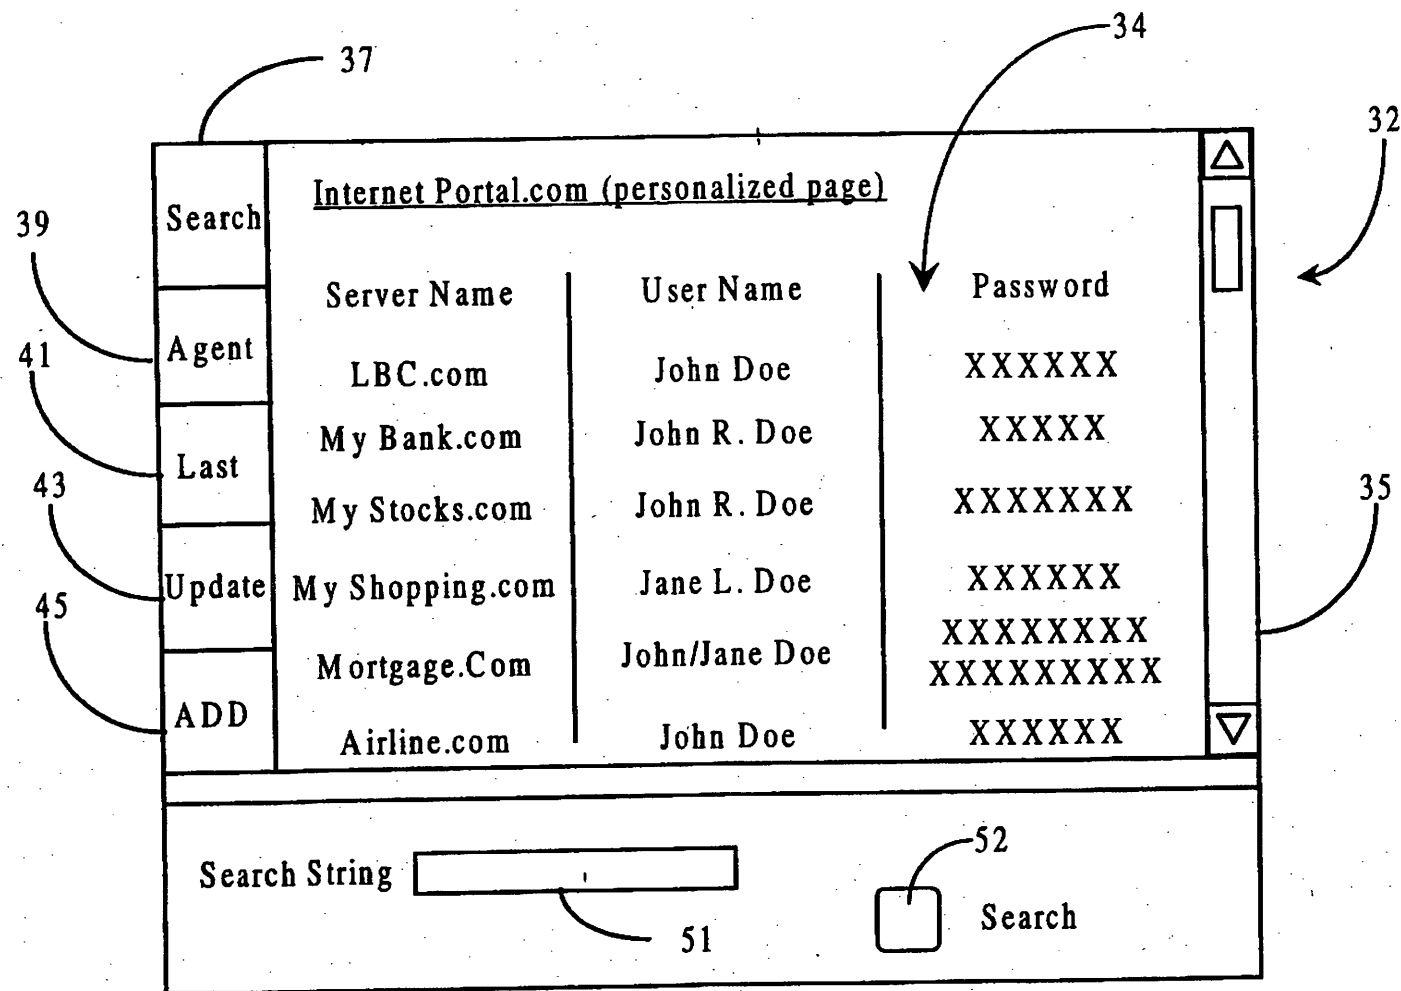 37
34
32
Internet Portal.com (personalized page)
Search
39
Server Name User Name Password
Agent
41
LBC.com John Doe XXXXXX
My Bank.com John R. Doe XXXXX
Last
43
35
My Stocks.com John R. Doe XXXXXXX
Update
My Shopping.com Jane L. Doe XXXXXX
45
XXXXXXXX
Mortgage.Com John/Jane Doe XXXXXXXXX
ADD
Airline.com John Doe XXXXXX
52
Search String
Search
51